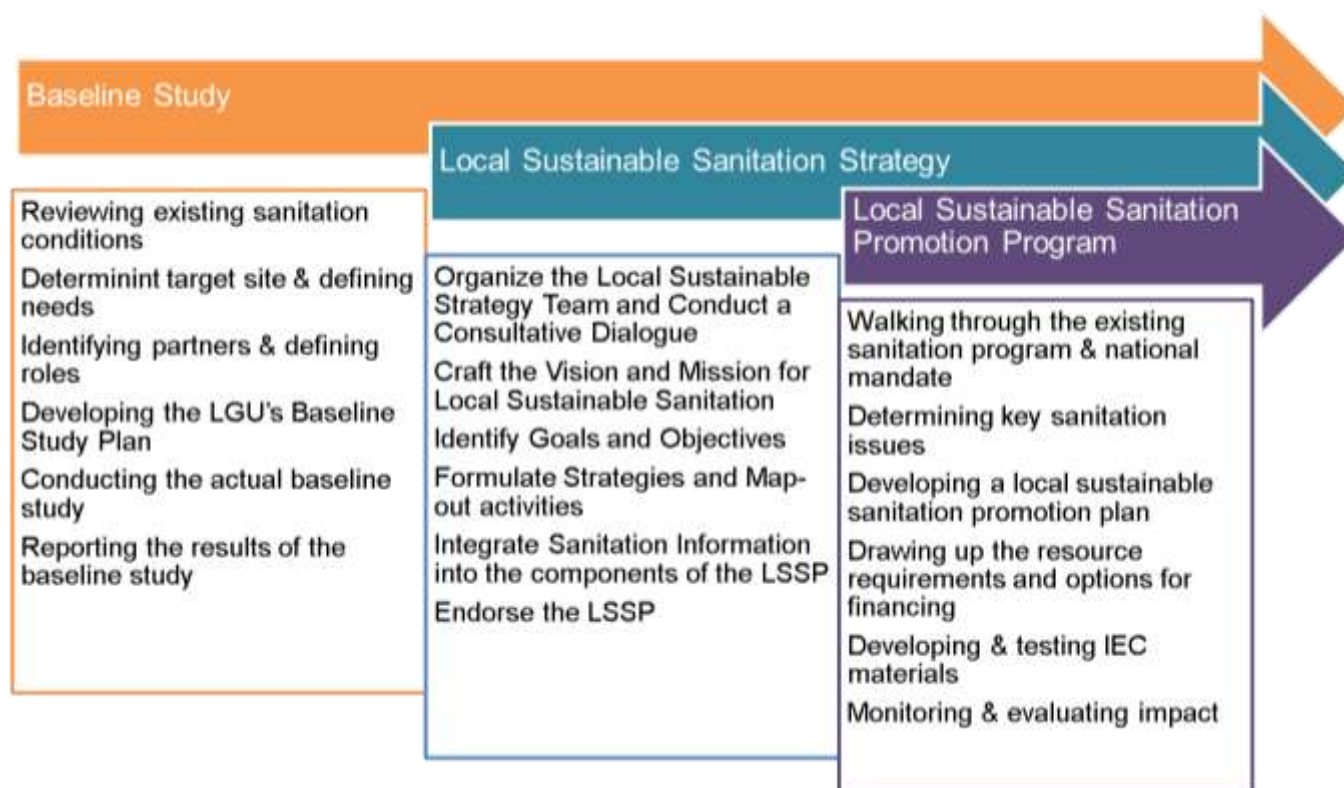 Baseline Study
Reviewing existing sanitation
conditions
Determinint target site & defining
needs
Identifying partners & defining
roles
Developing the LGU's Baseline
Study Plan
Conducting the actual baseline
study
Reporting the results of the
baseline study
Local Sustainable Sanitation Strategy
Organize the Local Sustainable
Strategy Team and Conduct a
Consultative Dialogue
Craft the Vision and Mission for
Local Sustainable Sanitation
Identify Goals and Objectives
Formulate Strategies and Map-
out activities
Integrate Sanitation Information
into the components of the LSSP
Endorse the LSSP
Local Sustainable Sanitation
Promotion Program
Walking through the existing
sanitation program & national
mandate
Determining key sanitation
issues
Developing a local sustainable
sanitation promotion plan
Drawing up the resource
requirements and options for
financing
Developing & testing IEC
materials
Monitoring & evaluating impact